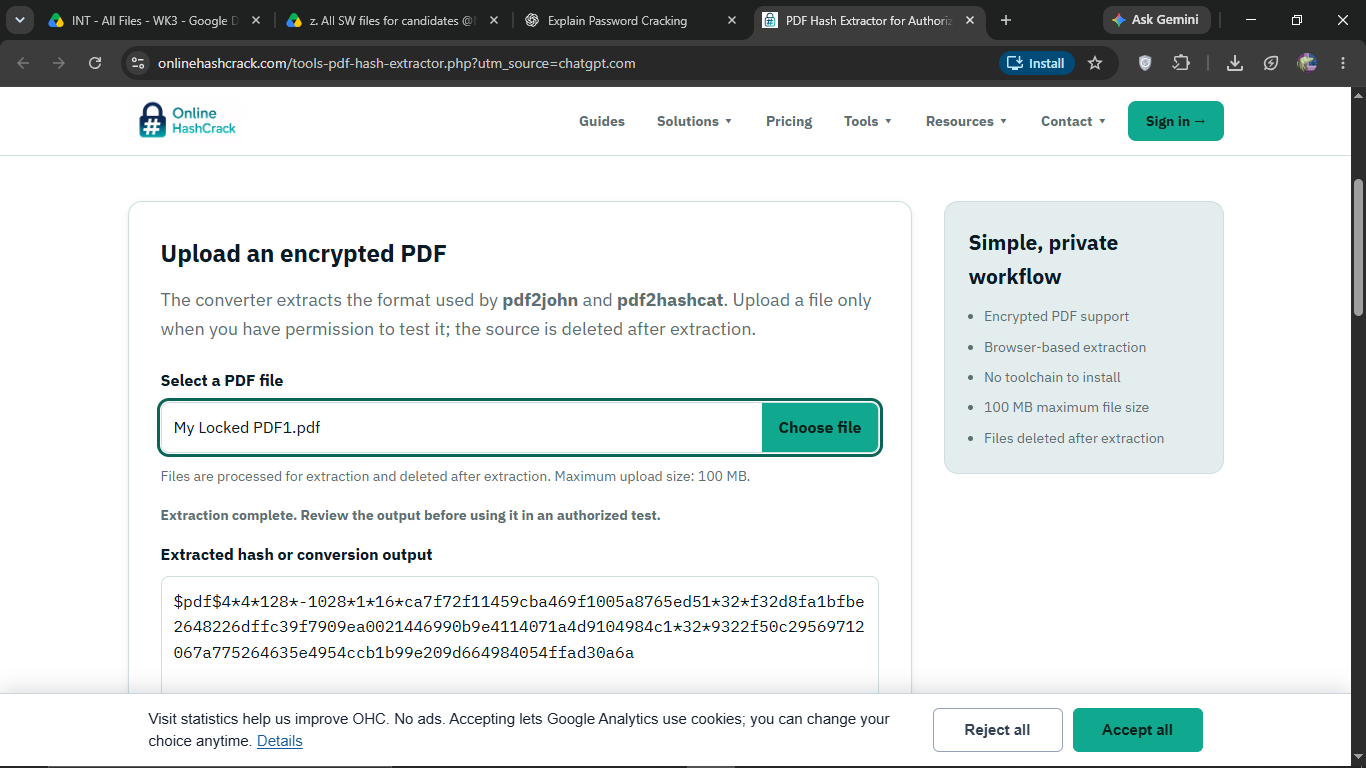 INT - All Files - WK3 - Google D
z. All SW files for candidates @
Explain Password Cracking
PDF Hash Extractor for Authoriz
Ask Gemini
onlinehashcrack.com/tools-pdf-hash-extractor.php?utm_source=chatgpt.com
Install
#
Online
HashCrack
Guides
Solutions
Pricing
Tools
Resources
Contact
Sign in →
Upload an encrypted PDF
The converter extracts the format used by pdf2john and pdf2hashcat. Upload a file only
when you have permission to test it; the source is deleted after extraction.
Select a PDF file
My Locked PDF1.pdf
Choose file
Files are processed for extraction and deleted after extraction. Maximum upload size: 100 MB.
Extraction complete. Review the output before using it in an authorized test.
Extracted hash or conversion output
$pdf$4*4*128*-1028*1*16*ca7f72f11459cba469f1005a8765ed51*32*f32d8fa1bfbe
2648226dffc39f7909ea0021446990b9e4114071a4d9104984c1*32*9322f50c29569712
067a775264635e4954ccb1b99e209d664984054ffad30a6a
Simple, private
workflow
• Encrypted PDF support
• Browser-based extraction
• No toolchain to install
• 100 MB maximum file size
• Files deleted after extraction
Visit statistics help us improve OHC. No ads. Accepting lets Google Analytics use cookies; you can change your
choice anytime. Details
Reject all
Accept all